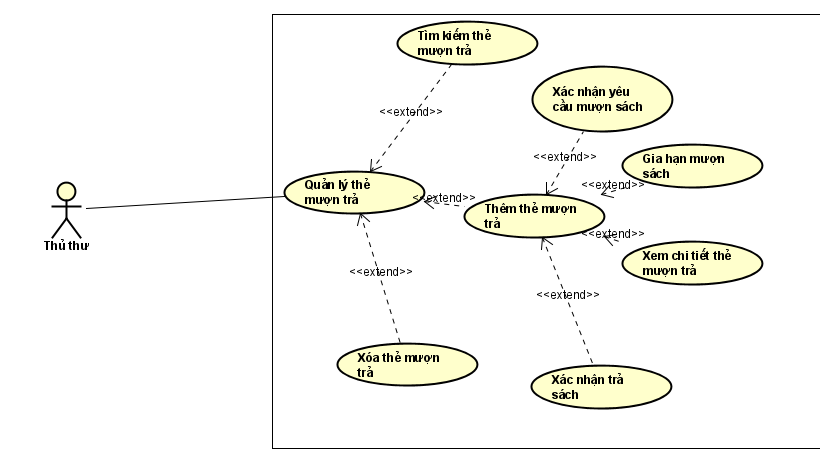 Tìm kiếm thẻ
mượn trả
<<extend>>
Xác nhận yêu
cầu mượn sách
<<extend>>
Gia hạn mượn
sách
<<extend>>
Quản lý thẻ
mượn trả
<<extend>>
Thêm thẻ mượn
trả
Thủ thư
<<extend>>
Xem chi tiết thẻ
mượn trả
<<extend>>
<<extend>>
Xóa thẻ mượn
trả
Xác nhận trả
sách